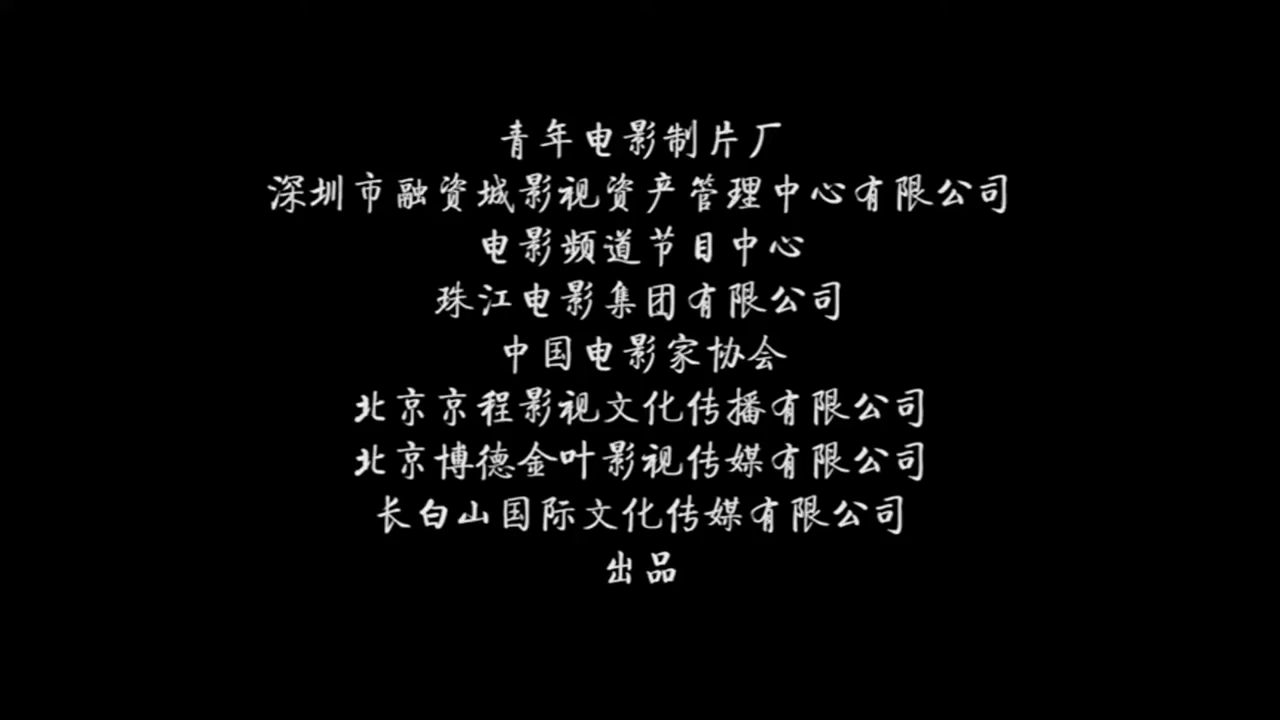 青年电影制片厂
深圳市融资城影视资产管理中心有限公司
电影频道节目中心
珠江电影集团有限公司
中国电影家协会
北京京程影视文化传播有限公司
北京博德金叶影视传媒有限公司
长白山国际文化传媒有限公司
出品